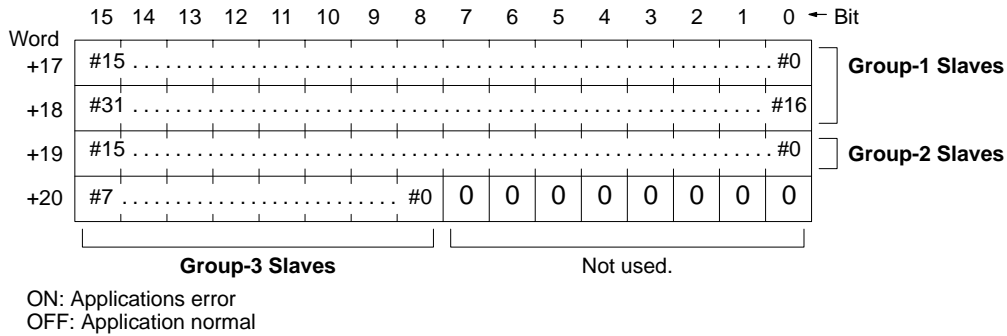 15 14 13 12 11 10 9 8 7 6 5 4 3 2 1 0 Bit
Word
+17 #15 . . . . . . . . . . . . . . . . . . . . . . . . . . . . . . . . . . . . . . . . #0 Group-1 Slaves
+18 #31 . . . . . . . . . . . . . . . . . . . . . . . . . . . . . . . . . . . . . . . . #16
+19 #15 . . . . . . . . . . . . . . . . . . . . . . . . . . . . . . . . . . . . . . . . #0 Group-2 Slaves
+20 #7 . . . . . . . . . . . . . . . . . . . . #0 0 0 0 0 0 0 0 0
Group-3 Slaves Not used.
ON: Applications error
OFF: Application normal